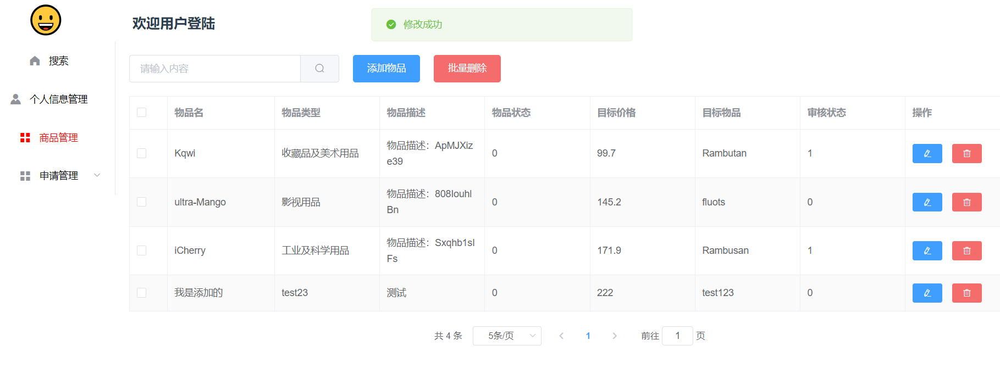 欢迎用户登陆
修改成功
搜索
个人信息管理
商品管理
申请管理
请输入内容
添加物品
批量删除
物品名 物品类型 物品描述 物品状态 目标价格 目标物品 审核状态 操作
Kqwi 收藏品及美术用品 物品描述：ApMJXiz 0 99.7 Rambutan 1
e39
ultra-Mango 影视用品 物品描述：808IouhI 0 145.2 fluots 0
Bn
iCherry 工业及科学用品 物品描述：Sxqhb1sI 0 171.9 Rambusan 1
Fs
我是添加的 test23 测试 0 222 test123 0
共 4 条 5条/页 1 前往 1 页